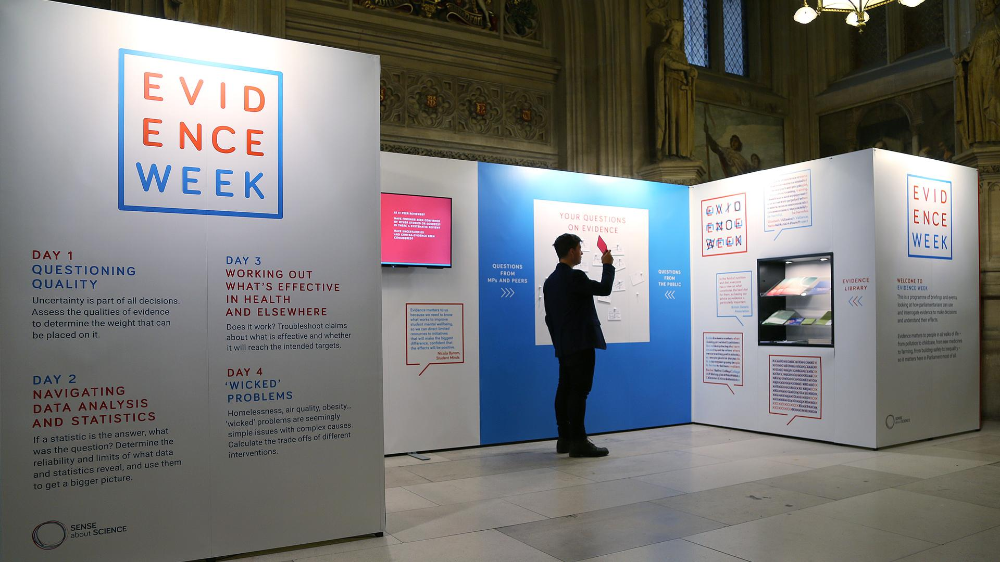 EVID
ENCE
WEEK
DAY 1
QUESTIONING
QUALITY
Uncertainty is part of all decisions.
Assess the qualities of evidence
to determine the weight that can
be placed on it.
DAY 2
NAVIGATING
DATA ANALYSIS
AND STATISTICS
If a statistic is the answer, what
was the question? Determine the
reliability and limits of what data
and statistics reveal, and use them
to get a bigger picture.
DAY 3
WORKING OUT
WHAT'S EFFECTIVE
IN HEALTH
AND ELSEWHERE
Does it work? Troubleshoot claims
about what is effective and whether
it will reach the intended targets.
DAY 4
'WICKED'
PROBLEMS
Homelessness, air quality, obesity...
'wicked' problems are seemingly
simple issues with complex causes.
Calculate the trade offs of different
interventions.
SENSE
about SCIENCE
IS IT PEER REVIEWED?
HAVE FINDINGS BEEN CONFIRMED
BY OTHER STUDIES OR SOURCES?
IS THERE A SYSTEMATIC REVIEW?
HAVE UNCERTAINTIES
AND CONTRA-EVIDENCE BEEN
CONSIDERED?
Evidence matters to us
because we need to know
what works to improve
student mental wellbeing,
so we can direct limited
resources to initiatives
that will make the biggest
difference, confident that
the effects will be positive.
Nicola Byrom,
Student Minds
QUESTIONS
FROM
MPs AND PEERS
YOUR QUESTIONS
ON EVIDENCE
QUESTIONS
FROM
THE PUBLIC
In the field of nutrition
and diet, everyone
has a view on what
constitutes the best diet
for them, so basing our
advice on evidence is
particularly important.
British Dietetic
Association
EVIDENCE
LIBRARY
EVID
ENCE
WEEK
WELCOME TO
EVIDENCE WEEK
This is a programme of briefings and events
looking at how parliamentarians can use
and interrogate evidence to make decisions
and understand their effects.
Evidence matters to people in all walks of life –
from pollution to childcare, from new medicines
to farming, from building safety to inequality –
so it matters here in Parliament most of all.
SENSE
about SCIENCE